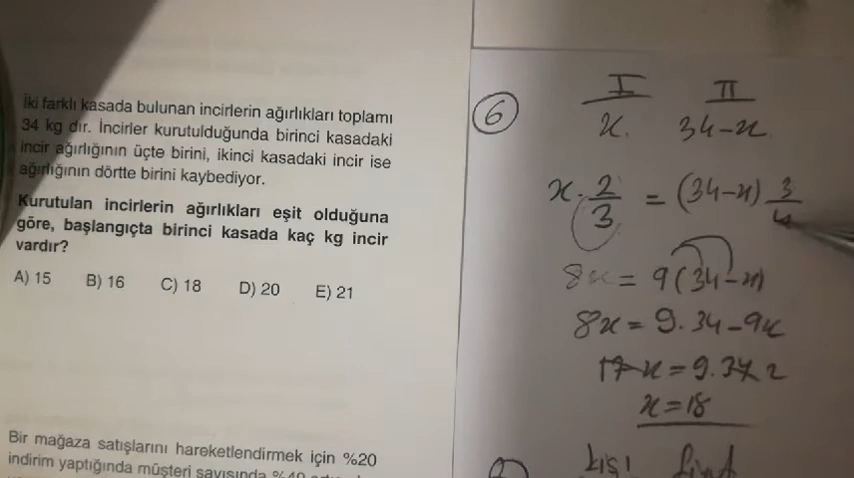 İki farklı kasada bulunan incirlerin ağırlıkları toplamı
34 kg dır. İncirler kurutulduğunda birinci kasadaki
incir ağırlığının üçte birini, ikinci kasadaki incir ise
ağırlığının dörtte birini kaybediyor.
Kurutulan incirlerin ağırlıkları eşit olduğuna
göre, başlangıçta birinci kasada kaç kg incir
vardır?
A) 15 B) 16 C) 18 D) 20 E) 21
Bir mağaza satışlarını hareketlendirmek için %20
indirim yaptığında müşteri sayısında %40
6
I II
x. 34-x
x. 2/3 = (34-x) 3/4
8x = 9(34-x)
8x = 9.34-9x
17x = 9.34 2
x = 18
kişi fiyat